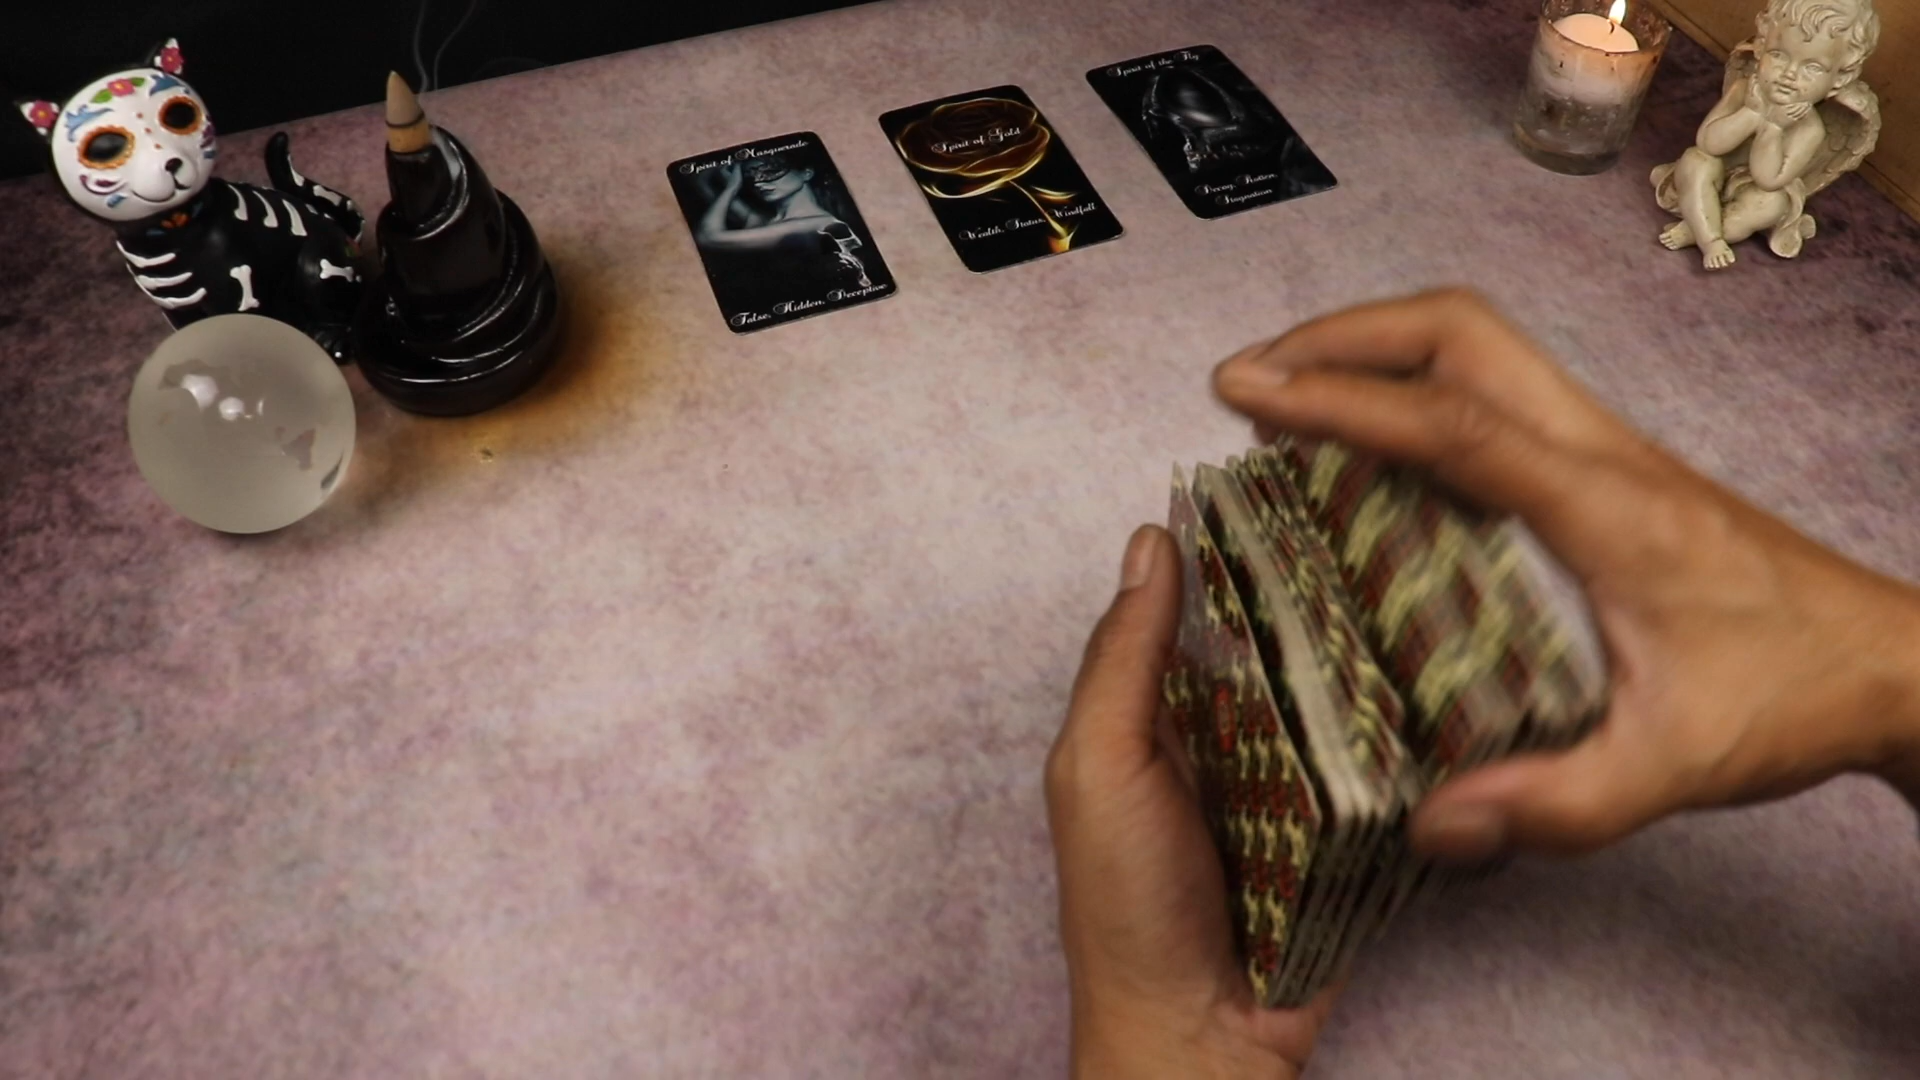 Spirit of Masquerade
False, Hidden, Deceptive
Spirit of Gold
Wealth, Status, Windfall
Spirit of the Fly
Decay, Rotten,
Stagnation